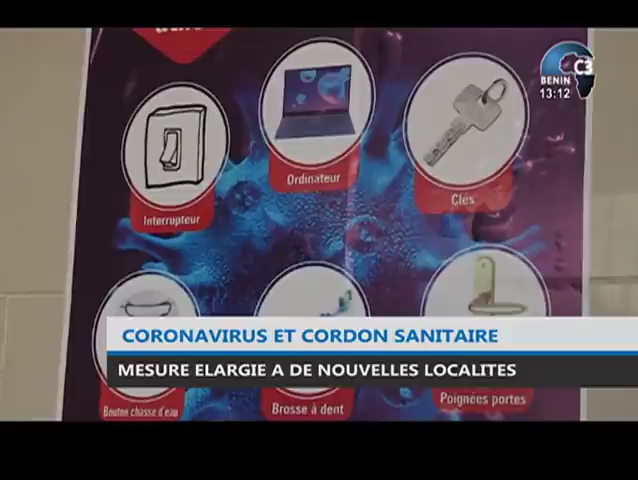 C3
BENIN
13:12
Ordinateur
Clés
Interrupteur
CORONAVIRUS ET CORDON SANITAIRE
MESURE ELARGIE A DE NOUVELLES LOCALITES
Bouton chasse d'eau
Brosse à dent
Poignées portes